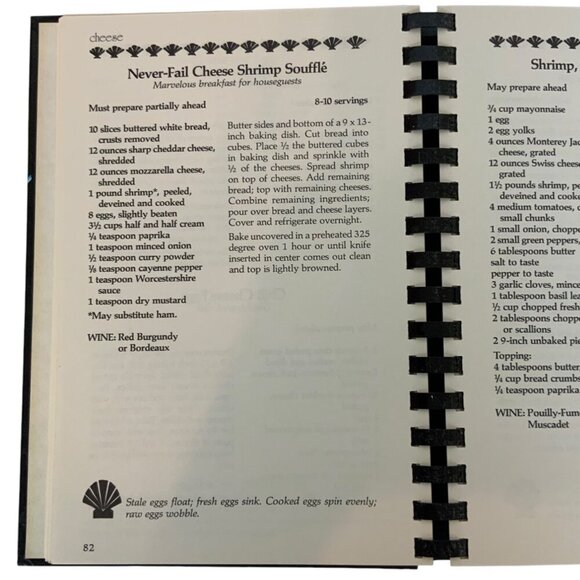 cheese
Never-Fail Cheese Shrimp Soufflé
Marvelous breakfast for houseguests
Must prepare partially ahead
8-10 servings
10 slices buttered white bread,
crusts removed
12 ounces sharp cheddar cheese,
shredded
12 ounces mozzarella cheese,
shredded
1 pound shrimp*, peeled,
deveined and cooked
8 eggs, slightly beaten
3½ cups half and half cream
¼ teaspoon paprika
1 teaspoon minced onion
½ teaspoon curry powder
⅛ teaspoon cayenne pepper
1 teaspoon Worcestershire
sauce
1 teaspoon dry mustard
*May substitute ham.
WINE: Red Burgundy
or Bordeaux
Butter sides and bottom of a 9 x 13-
inch baking dish. Cut bread into
cubes. Place ½ the buttered cubes
in baking dish and sprinkle with
½ of the cheeses. Spread shrimp
on top of cheeses. Add remaining
bread; top with remaining cheeses.
Combine remaining ingredients;
pour over bread and cheese layers.
Cover and refrigerate overnight.
Bake uncovered in a preheated 325
degree oven 1 hour or until knife
inserted in center comes out clean
and top is lightly browned.
Stale eggs float; fresh eggs sink. Cooked eggs spin evenly;
raw eggs wobble.
82
Shrimp,
May prepare ahead
¾ cup mayonnaise
1 egg
2 egg yolks
4 ounces Monterey Jac
cheese, grated
12 ounces Swiss cheese
grated
1½ pounds shrimp, p
deveined and cooke
4 medium tomatoes, c
small chunks
1 small onion, choppe
2 small green peppers,
6 tablespoons butter
salt to taste
pepper to taste
3 garlic cloves, mince
1 tablespoon basil lea
½ cup chopped fresh
2 tablespoons choppe
or scallions
2 9-inch unbaked pie
Topping:
4 tablespoons butter
¼ cup bread crumbs
¼ teaspoon paprika
WINE: Pouilly-Fum
Muscadet